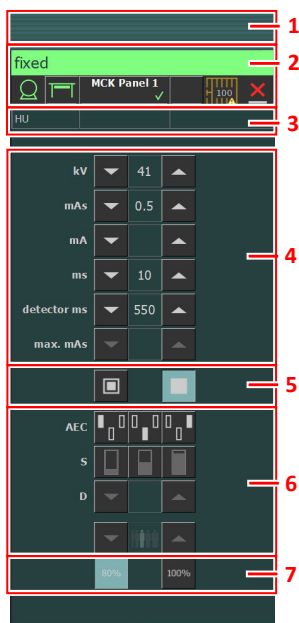 1
fixed
2
MCK Panel 1
100
HU
3
kV 41
mAs 0.5
mA
4
ms 10
detector ms 550
max. mAs
5
AEC
S
6
D
80% 100%
7